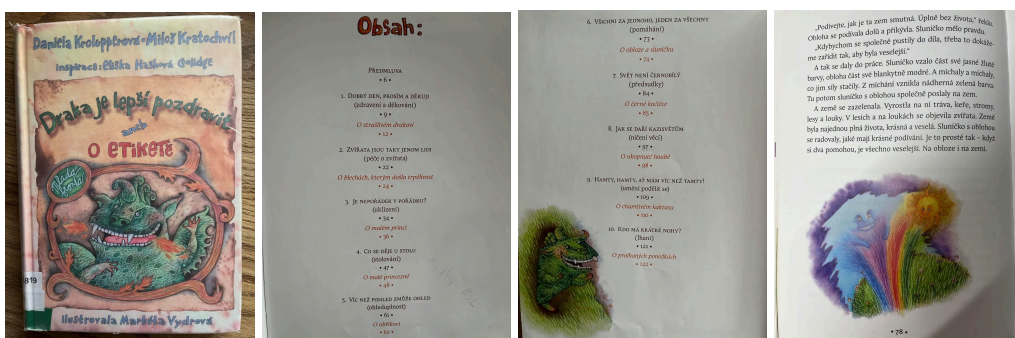 Daniela Krolupperová • Miloš Kratochvíl
inspirace: Eliška Hašková Coolidge
Draka je lepší pozdravit
aneb
O ETIKETĚ
819
Ilustrovala Markéta Vydrová
Obsah:
Předmluva
• 6 •
1. Dobrý den, prosím a děkuji
(zdravení a děkování)
• 9 •
O strašlivém drakovi
• 12 •
2. Zvířata jsou taky jenom lidi
(péče o zvířata)
• 22 •
O blechách, kterým došla trpělivost
• 24 •
3. Je nepořádek v pořádku?
(uklízení)
• 34 •
O malém princi
• 36 •
4. Co se děje u stolu
(stolování)
• 47 •
O malé princezně
• 48 •
5. Víc než pohled zmůže ohled
(ohleduplnost)
• 61 •
O obříkovi
• 62 •
6. Všichni za jednoho, jeden za všechny
(pomáhání)
• 73 •
O obloze a sluníčku
• 74 •
7. Svět není černobílý
(předsudky)
• 84 •
O černé kočičce
• 85 •
8. Jak se daří kazisvětům
(ničení věcí)
• 97 •
O ukopnuté houbě
• 98 •
9. Hamty, hamty, ať mám víc než tamty!
(umění podělit se)
• 109 •
O chamtivém kaktusu
• 110 •
10. Kdo má krátké nohy?
(lhaní)
• 121 •
O prolhaných ponožkách
• 122 •
„Podívejte, jak je ta zem smutná. Úplně bez života," řeklo.
Obloha se podívala dolů a přikývla. Sluníčko mělo pravdu.
„Kdybychom se společně pustily do díla, třeba to dokáže-
me zařídit tak, aby byla veselejší."
A tak se daly do práce. Sluníčko vzalo část své jasné žluté
barvy, obloha část své blankytně modré. A míchaly a míchaly,
co jim síly stačily. Z míchání vznikla nádherná zelená barva.
Tu potom sluníčko s oblohou společně poslaly na zem.
A země se zazelenala. Vyrostla na ní tráva, keře, stromy,
lesy a louky. V lesích a na loukách se objevila zvířata. Země
byla najednou plná života, krásná a veselá. Sluníčko s oblohou
se radovaly, jaké mají krásné podívání. Je to prostě tak – když
si dva pomohou, je všechno veselejší. Na obloze i na zemi.
• 78 •